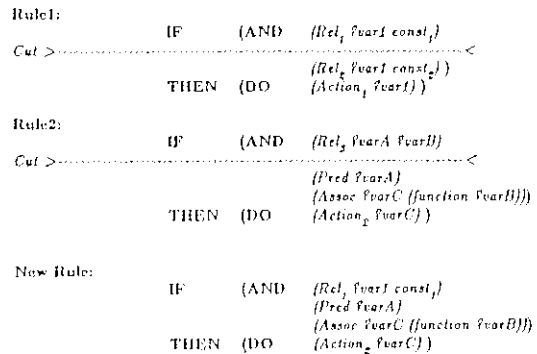 Rule1:
IF (AND (Rel₁ ?var1 const₁)
Cut >......<
(Rel₂ ?var1 const₂) )
THEN (DO (Action₁ ?var1) )
Rule2:
IF (AND (Rel₃ ?varA ?varB)
Cut >......<
(Pred ?varA)
(Assoc ?varC (function ?varB)))
THEN (DO (Action₂ ?varC) )
New Rule:
IF (AND (Rel₁ ?var1 const₁)
(Pred ?varA)
(Assoc ?varC (function ?varB)))
THEN (DO (Action₂ ?varC) )